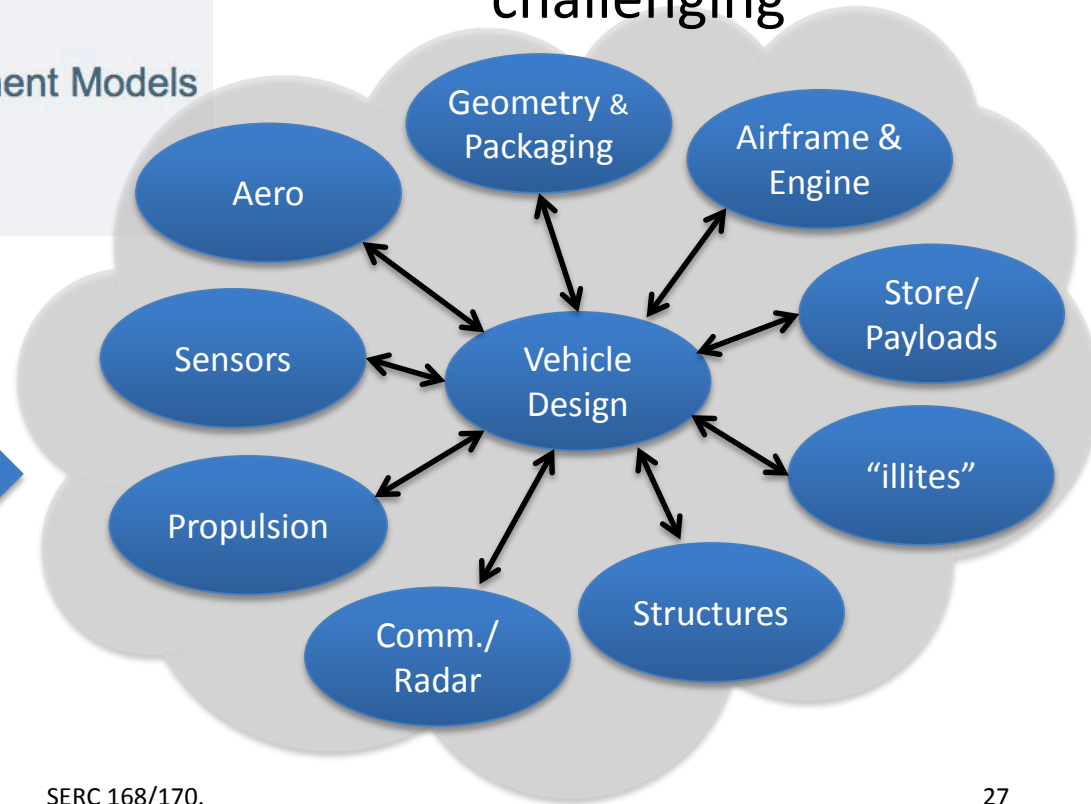 challenging
ent Models
Geometry &
Packaging
Airframe &
Engine
Aero
Store/
Payloads
Sensors
Vehicle
Design
“illites”
Propulsion
Structures
Comm./
Radar
SERC 168/170.
27